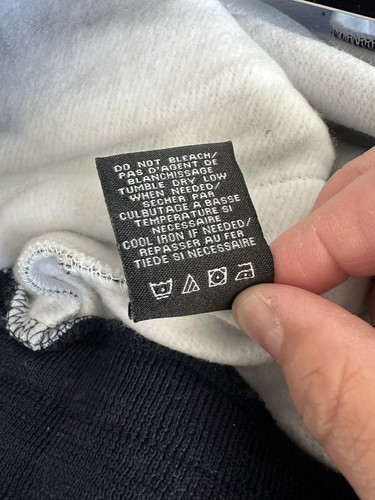 DO NOT BLEACH/
PAS D'AGENT DE
BLANCHISSAGE
TUMBLE DRY LOW
WHEN NEEDED/
SECHER PAR
CULBUTAGE A BASSE
TEMPERATURE SI
NECESSAIRE
COOL IRON IF NEEDED/
REPASSER AU FER
TIEDE SI NECESSAIRE